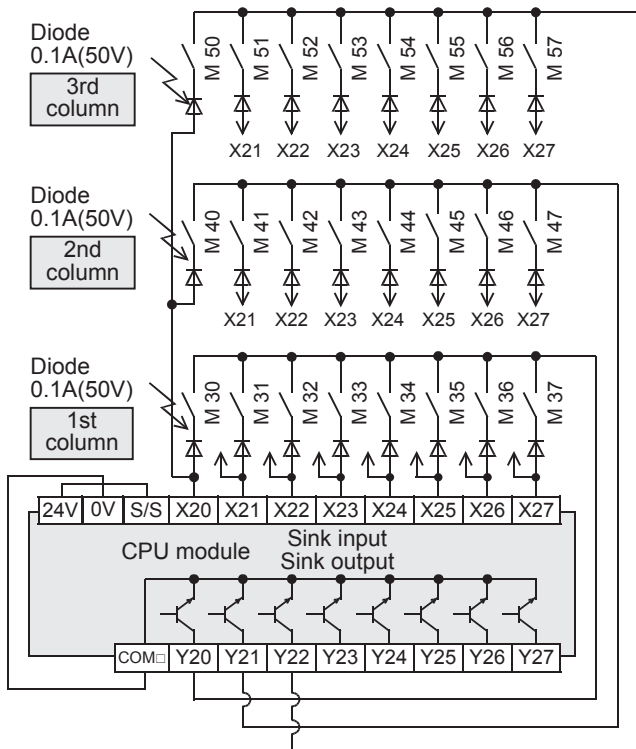 Diode
0.1A(50V)
3rd
column
M 50 M 51 M 52 M 53 M 54 M 55 M 56 M 57
X21 X22 X23 X24 X25 X26 X27
Diode
0.1A(50V)
2nd
column
M 40 M 41 M 42 M 43 M 44 M 45 M 46 M 47
X21 X22 X23 X24 X25 X26 X27
Diode
0.1A(50V)
1st
column
M 30 M 31 M 32 M 33 M 34 M 35 M 36 M 37
24V 0V S/S X20 X21 X22 X23 X24 X25 X26 X27
CPU module
Sink input
Sink output
COM□ Y20 Y21 Y22 Y23 Y24 Y25 Y26 Y27